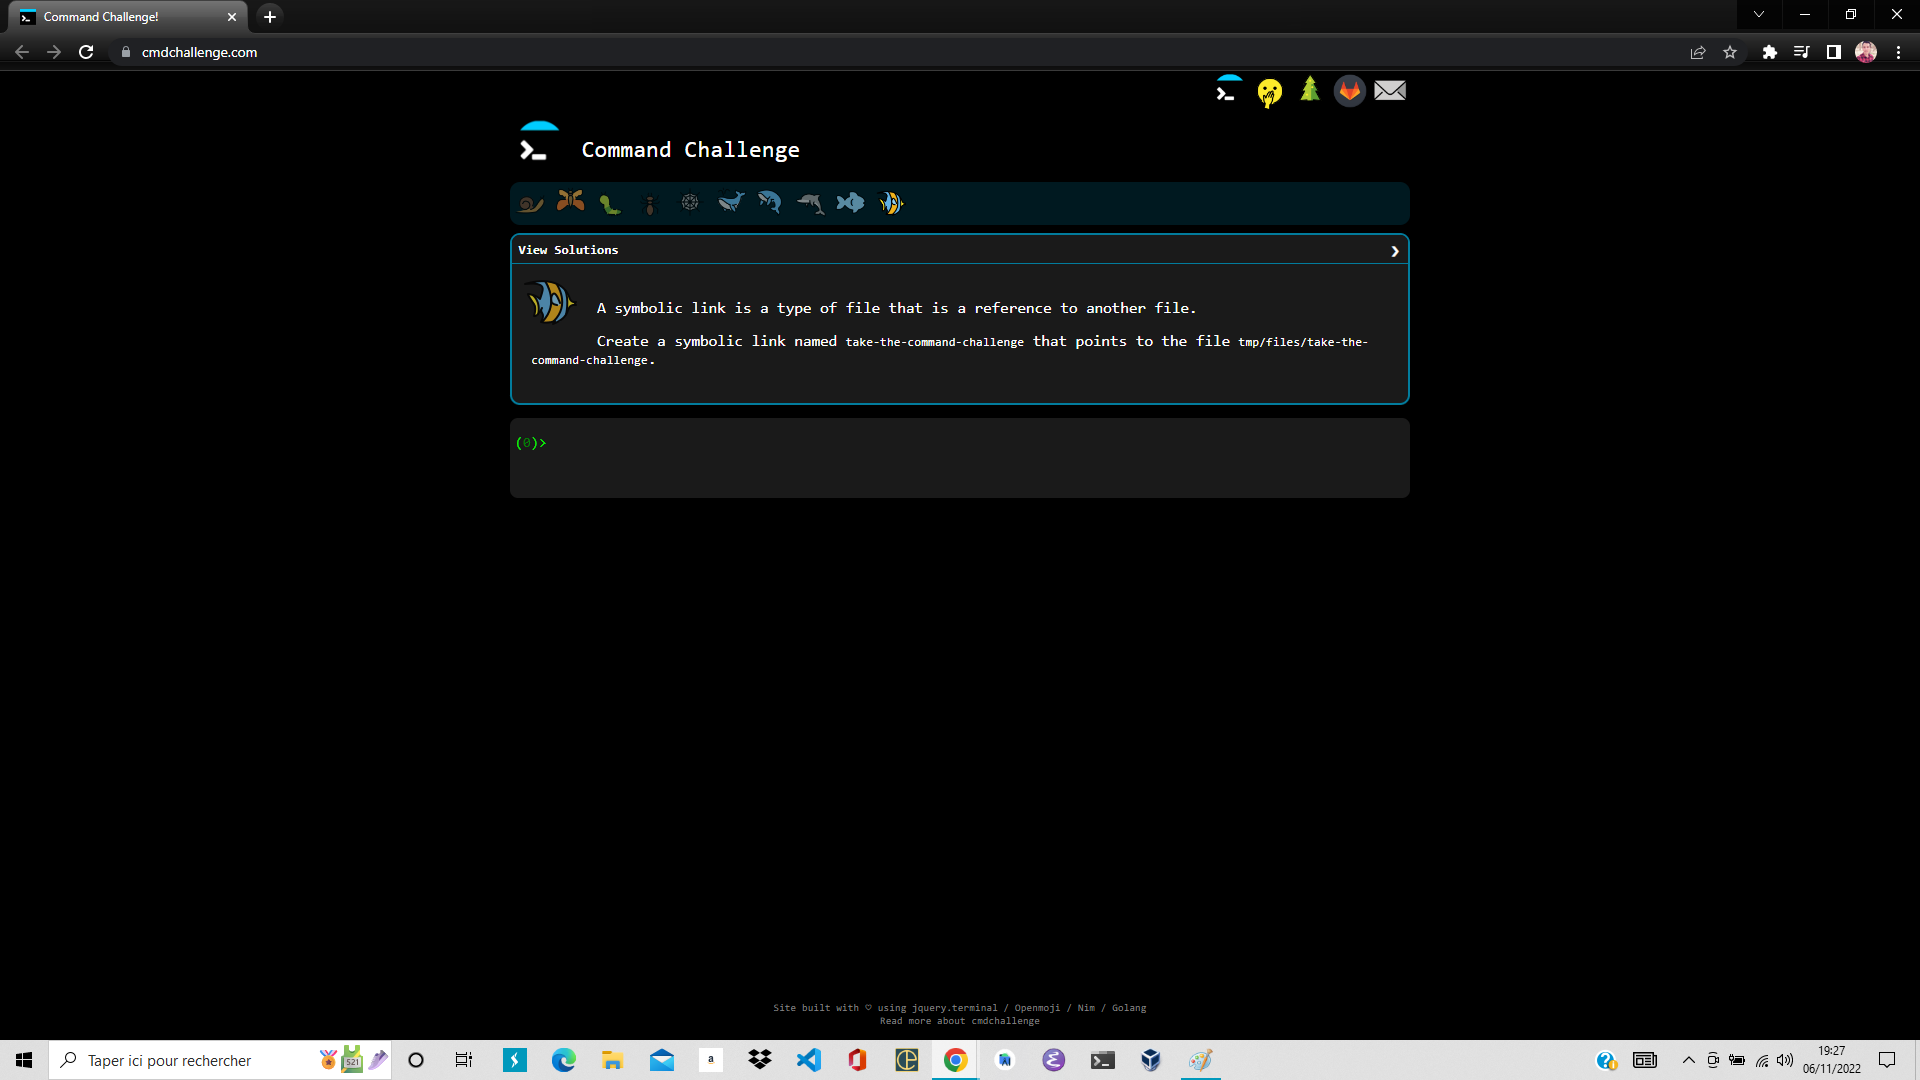 Command Challenge!
cmdchallenge.com
Command Challenge
View Solutions
A symbolic link is a type of file that is a reference to another file.
Create a symbolic link named take-the-command-challenge that points to the file tmp/files/take-the-
command-challenge.
(0)>
Site built with ♡ using jquery.terminal / Openmoji / Nim / Golang
Read more about cmdchallenge
Taper ici pour rechercher
521
a
19:27
06/11/2022